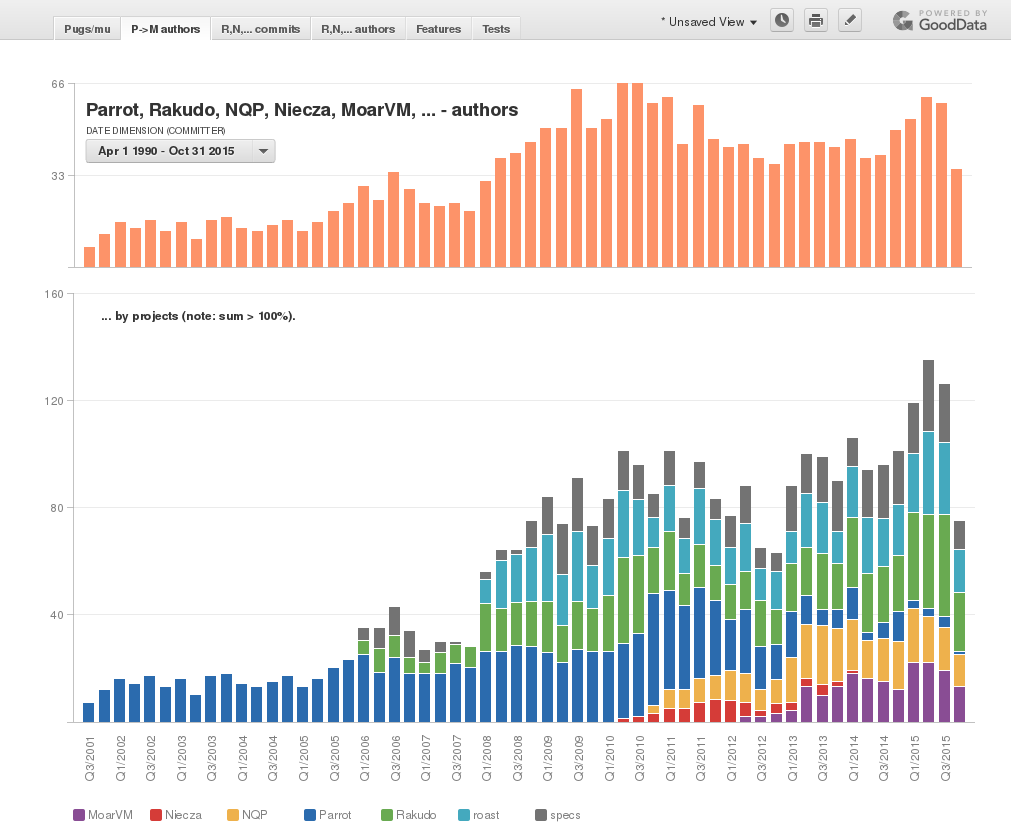 Pugs/mu P->M authors R,N,... commits R,N,... authors Features Tests * Unsaved View POWERED BY GoodData
66
Parrot, Rakudo, NQP, Niecza, MoarVM, ... - authors
DATE DIMENSION (COMMITTER)
Apr 1 1990 - Oct 31 2015
33
160
... by projects (note: sum > 100%).
120
80
40
Q3/2001 Q1/2002 Q3/2002 Q1/2003 Q3/2003 Q1/2004 Q3/2004 Q1/2005 Q3/2005 Q1/2006 Q3/2006 Q1/2007 Q3/2007 Q1/2008 Q3/2008 Q1/2009 Q3/2009 Q1/2010 Q3/2010 Q1/2011 Q3/2011 Q1/2012 Q3/2012 Q1/2013 Q3/2013 Q1/2014 Q3/2014 Q1/2015 Q3/2015
MoarVM Niecza NQP Parrot Rakudo roast specs